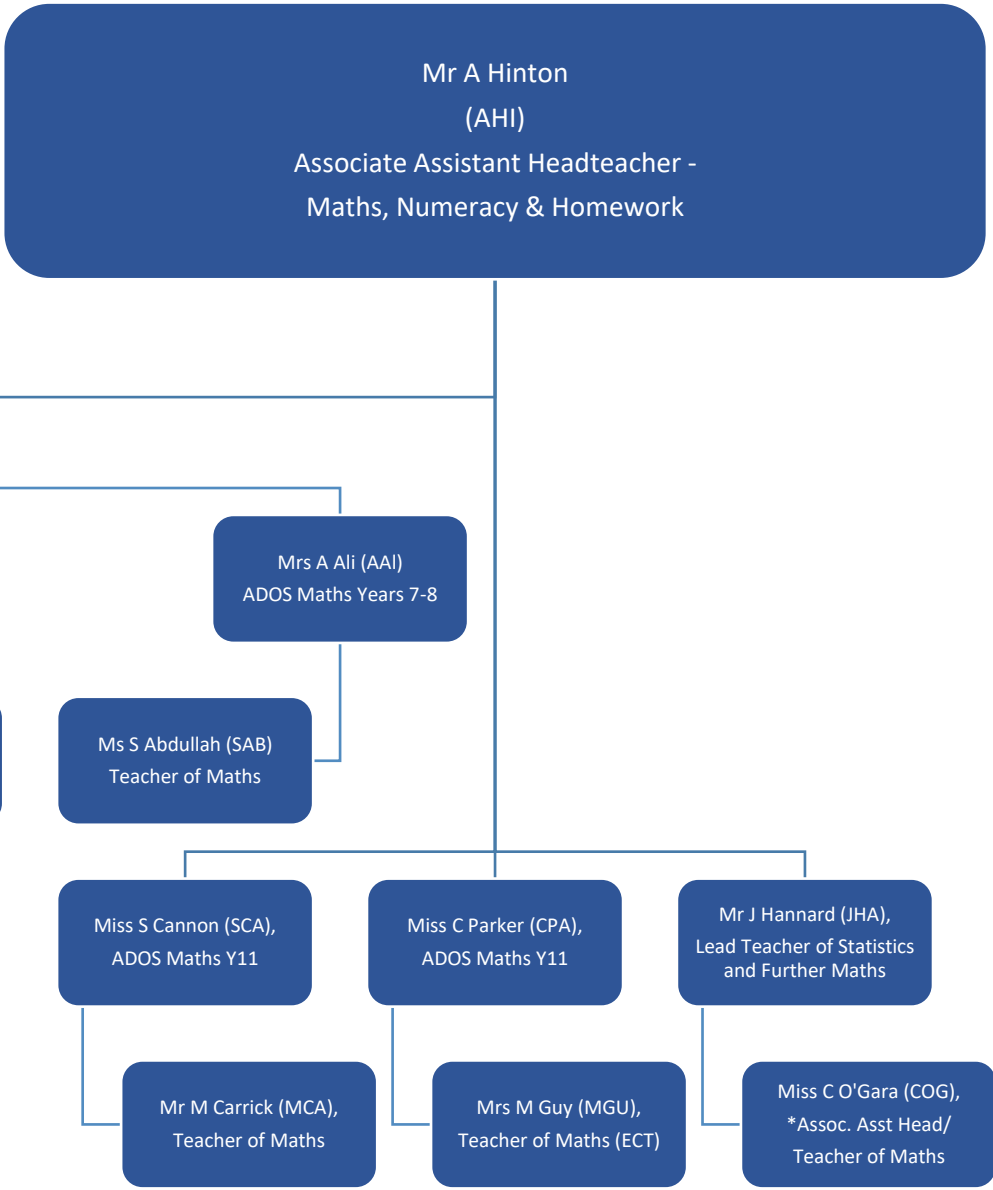 Mr A Hinton
(AHI)
Associate Assistant Headteacher -
Maths, Numeracy & Homework
Mrs A Ali (AAl)
ADOS Maths Years 7-8
Ms S Abdullah (SAB)
Teacher of Maths
Miss S Cannon (SCA),
ADOS Maths Y11
Miss C Parker (CPA),
ADOS Maths Y11
Mr J Hannard (JHA),
Lead Teacher of Statistics
and Further Maths
Mr M Carrick (MCA),
Teacher of Maths
Mrs M Guy (MGU),
Teacher of Maths (ECT)
Miss C O'Gara (COG),
*Assoc. Asst Head/
Teacher of Maths